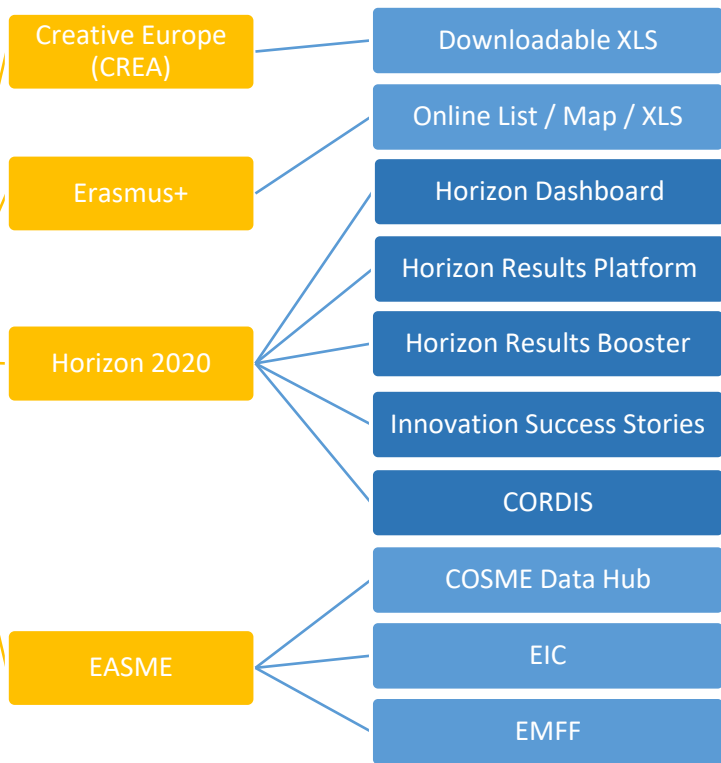 Creative Europe
(CREA)
Downloadable XLS
Online List / Map / XLS
Erasmus+
Horizon Dashboard
Horizon Results Platform
Horizon 2020
Horizon Results Booster
Innovation Success Stories
CORDIS
COSME Data Hub
EASME
EIC
EMFF